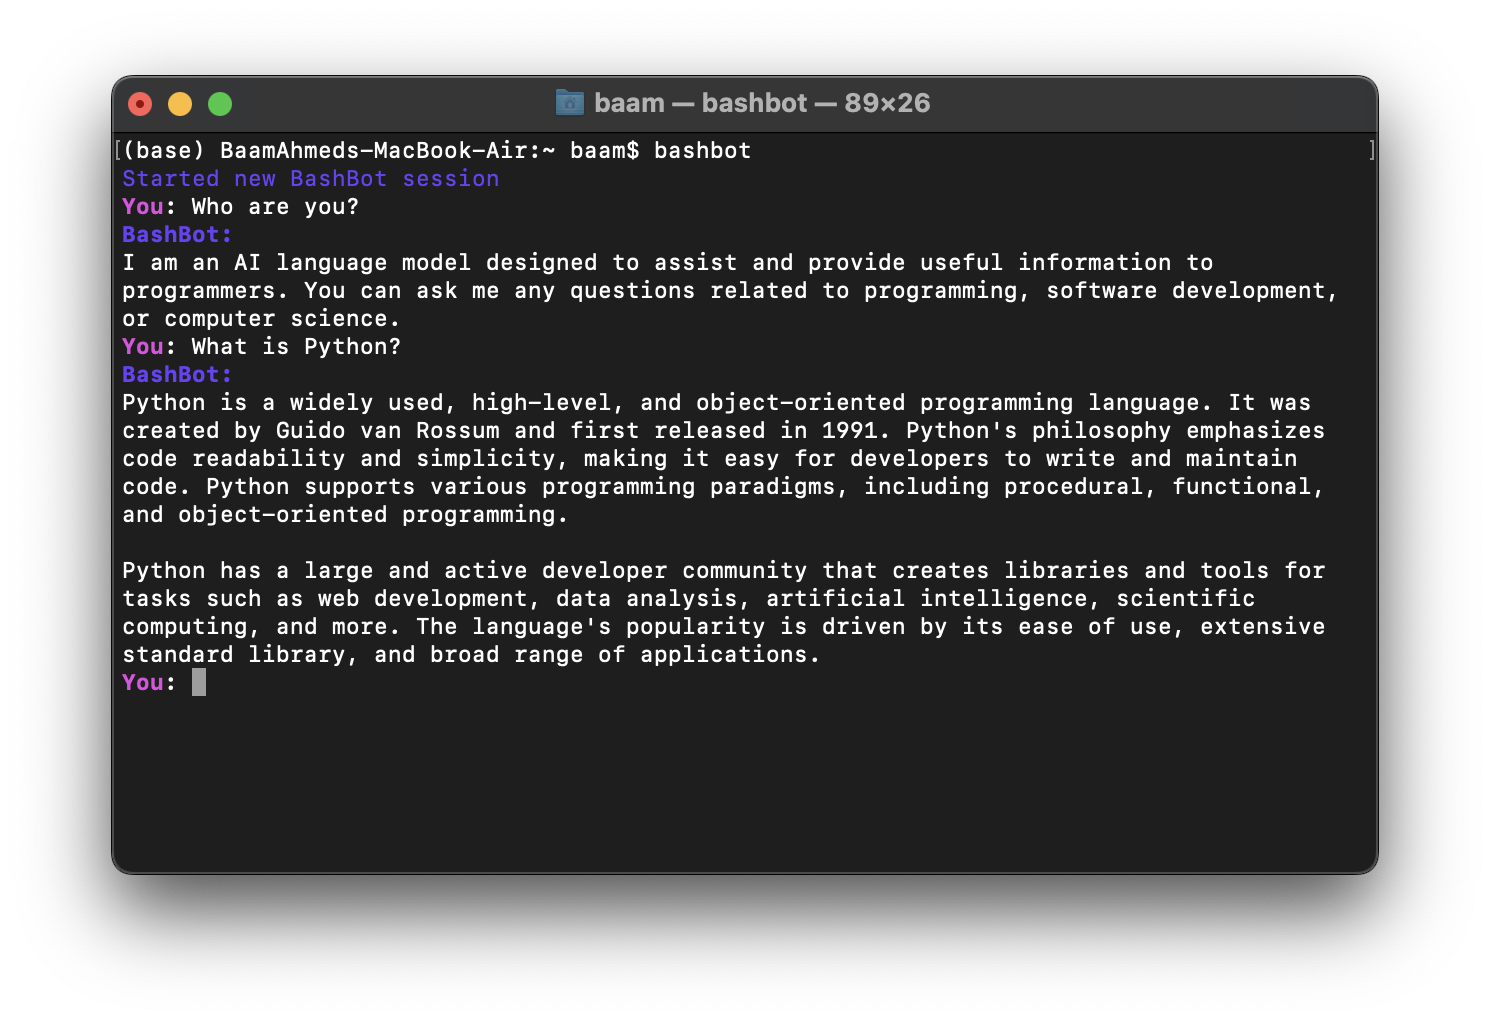 baam — bashbot — 89×26
[(base) BaamAhmeds-MacBook-Air:~ baam$ bashbot ]
Started new BashBot session
You: Who are you?
BashBot:
I am an AI language model designed to assist and provide useful information to
programmers. You can ask me any questions related to programming, software development,
or computer science.
You: What is Python?
BashBot:
Python is a widely used, high-level, and object-oriented programming language. It was
created by Guido van Rossum and first released in 1991. Python's philosophy emphasizes
code readability and simplicity, making it easy for developers to write and maintain
code. Python supports various programming paradigms, including procedural, functional,
and object-oriented programming.

Python has a large and active developer community that creates libraries and tools for
tasks such as web development, data analysis, artificial intelligence, scientific
computing, and more. The language's popularity is driven by its ease of use, extensive
standard library, and broad range of applications.
You: